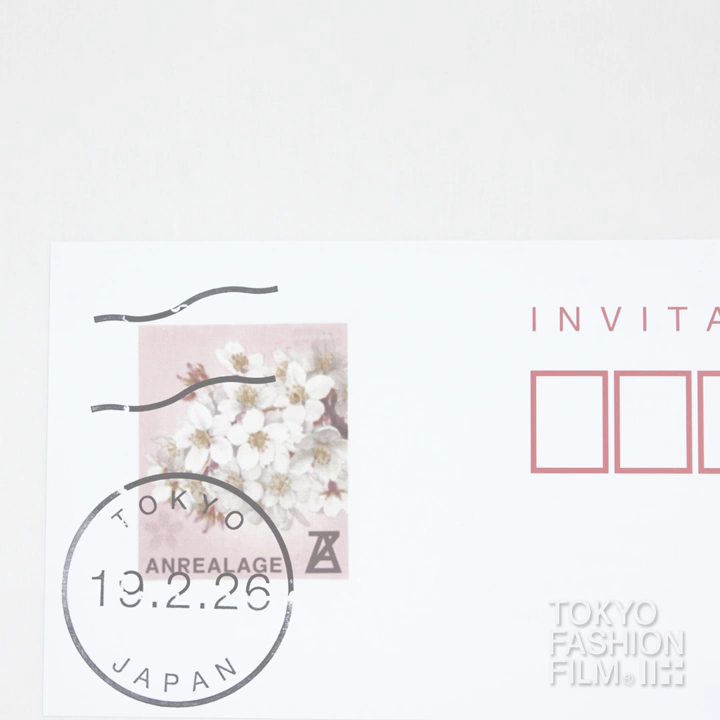 INVITA
TOKYO
ANREALAGE
19.2.26
JAPAN
TOKYO
FASHION
FILM®